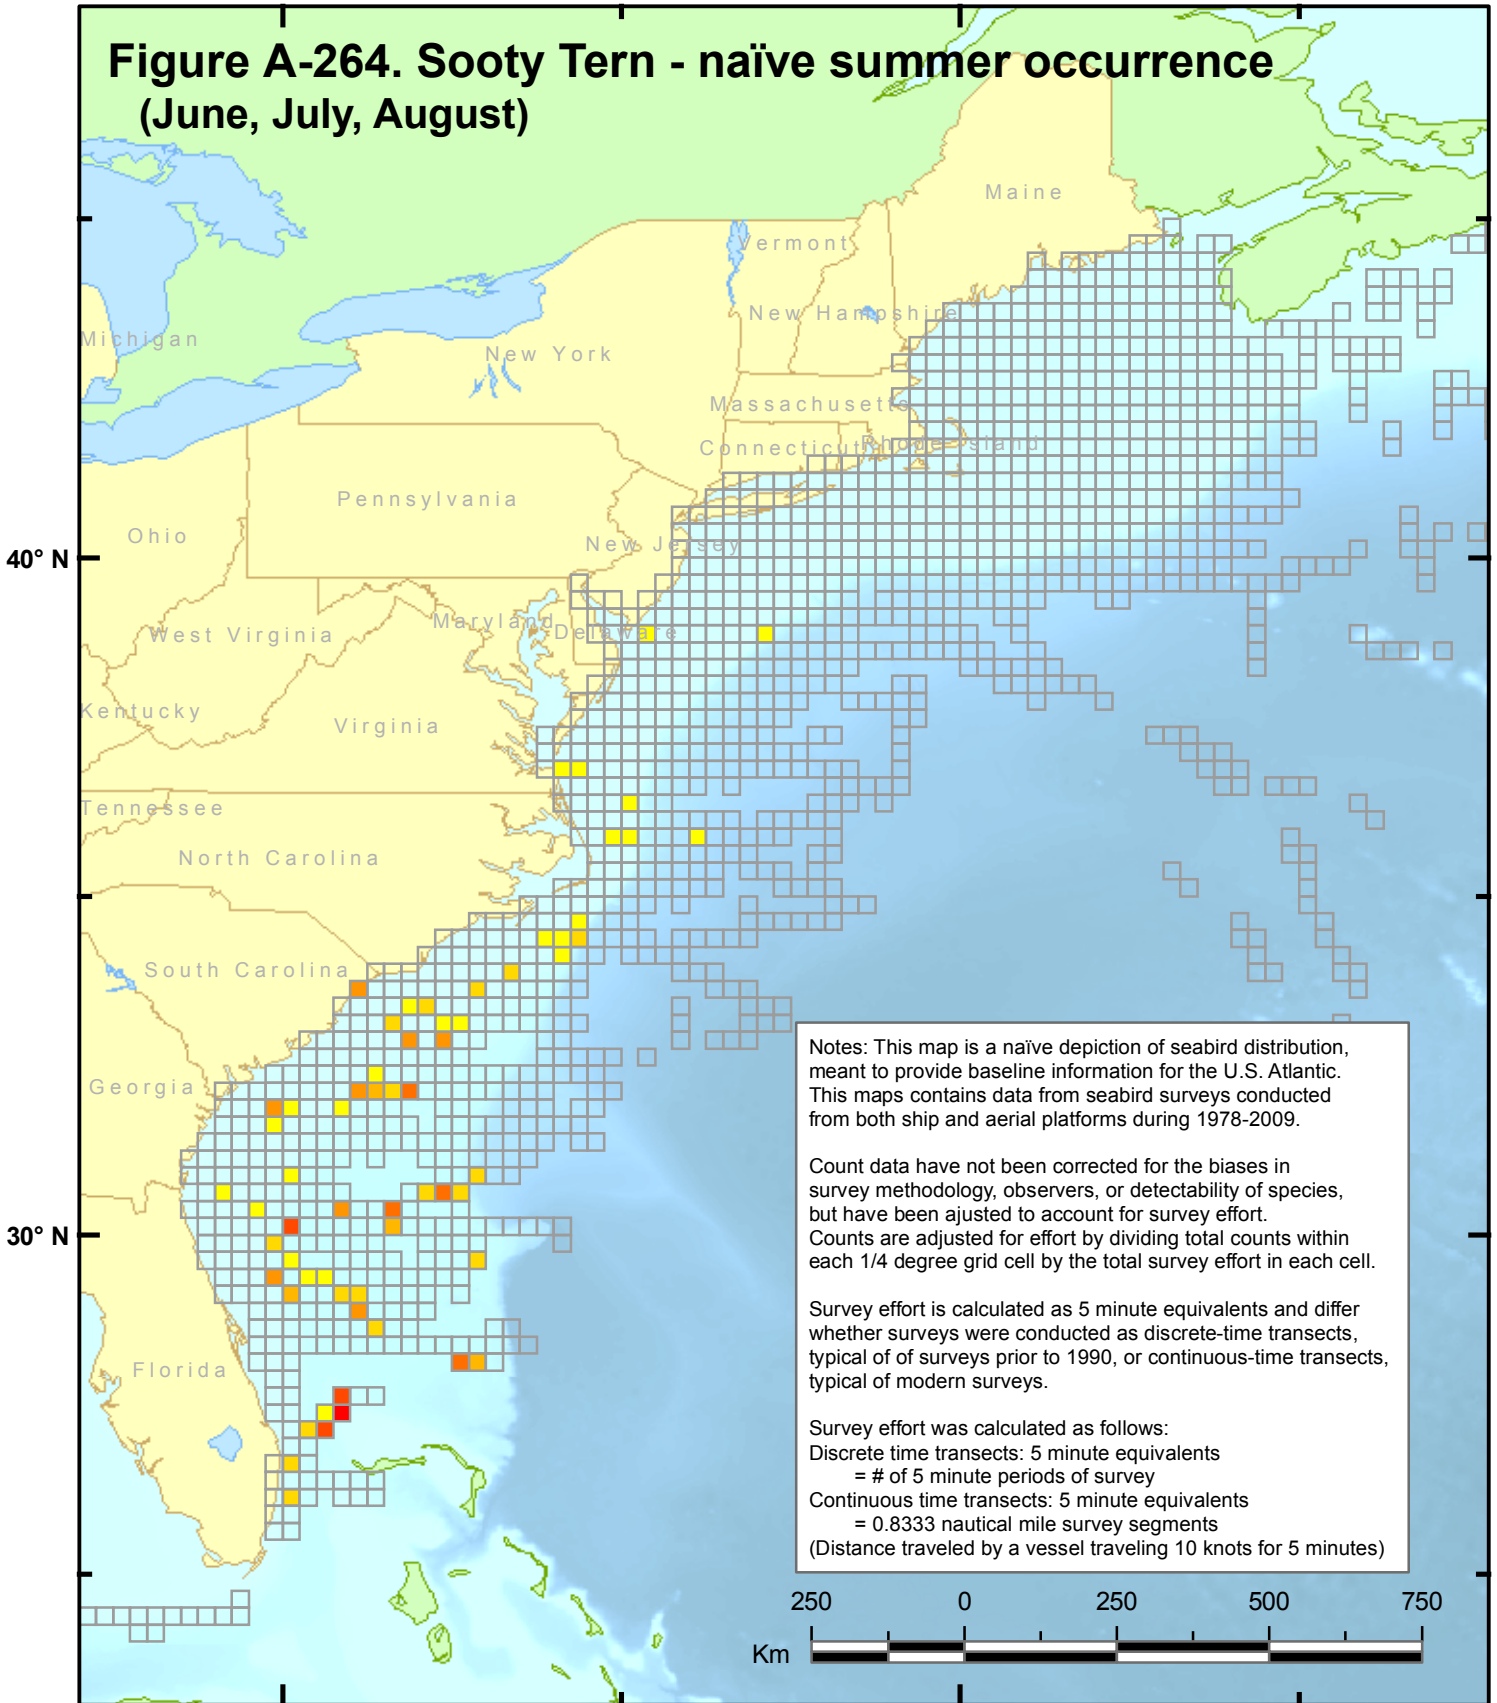 Figure A-264. Sooty Tern - naïve summer occurrence
(June, July, August)
Maine
Vermont
New Hampshire
Michigan
New York
Massachusetts
Connecticut
Rhode Island
Pennsylvania
Ohio
New Jersey
40° N
West Virginia
Maryland
Delaware
Kentucky
Virginia
Tennessee
North Carolina
South Carolina
Georgia
30° N
Florida
Notes: This map is a naïve depiction of seabird distribution,
meant to provide baseline information for the U.S. Atlantic.
This maps contains data from seabird surveys conducted
from both ship and aerial platforms during 1978-2009.
Count data have not been corrected for the biases in
survey methodology, observers, or detectability of species,
but have been ajusted to account for survey effort.
Counts are adjusted for effort by dividing total counts within
each 1/4 degree grid cell by the total survey effort in each cell.
Survey effort is calculated as 5 minute equivalents and differ
whether surveys were conducted as discrete-time transects,
typical of of surveys prior to 1990, or continuous-time transects,
typical of modern surveys.
Survey effort was calculated as follows:
Discrete time transects: 5 minute equivalents
= # of 5 minute periods of survey
Continuous time transects: 5 minute equivalents
= 0.8333 nautical mile survey segments
(Distance traveled by a vessel traveling 10 knots for 5 minutes)
250 0 250 500 750
Km